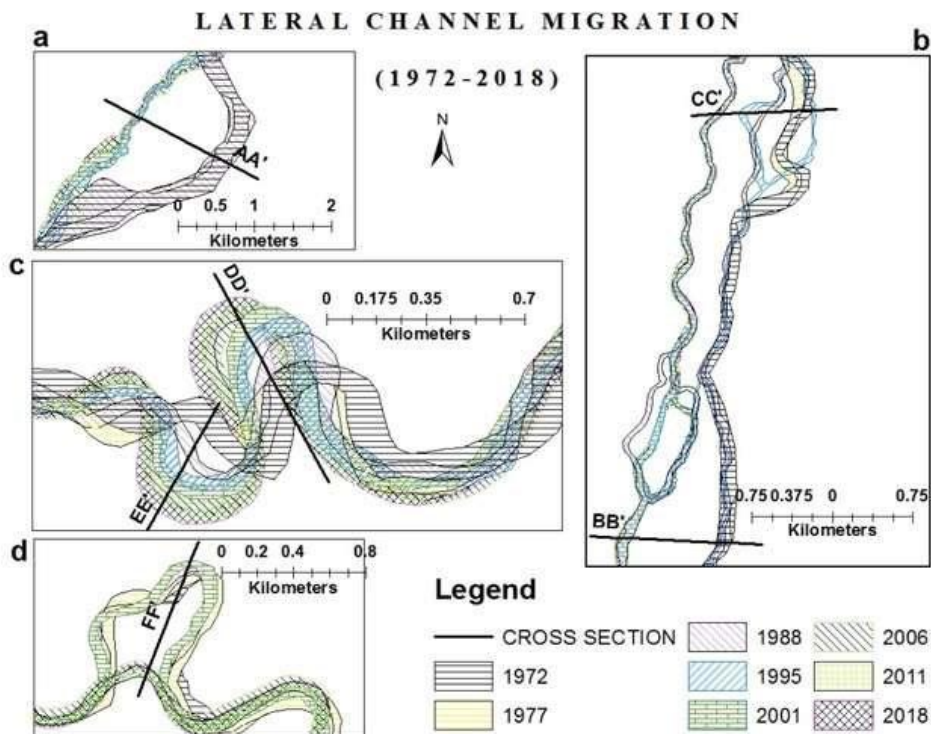 LATERAL CHANNEL MIGRATION
(1972-2018)
a
b
N
AA'
0 0.5 1 2
Kilometers
CC'
c
DD'
0 0.175 0.35 0.7
Kilometers
EE'
BB'
0.75 0.375 0 0.75
Kilometers
d
FF'
0 0.2 0.4 0.8
Kilometers
Legend
CROSS SECTION
1972
1977
1988
1995
2001
2006
2011
2018